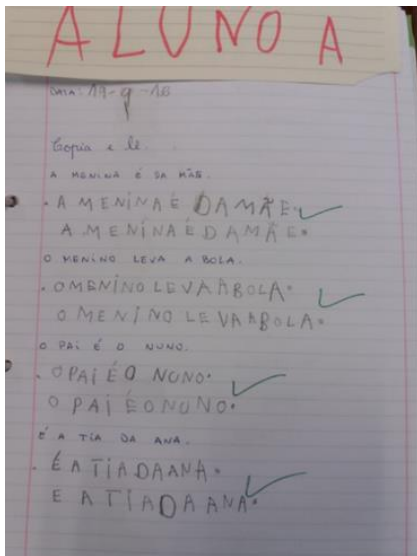 ALUNO A
DATA: 19-9-18
Copia e lê.
A MENINA É DA MÃE.
. A MENINA É DA MÃE.
A MENINA É DA MÃE.
O MENINO LEVA A BOLA.
. O MENINO LEVA A BOLA.
O MENINO LEVA A BOLA.
O PAI É O NUNO.
. O PAI É O NUNO.
O PAI É O NUNO.
É A TIA DA ANA.
. É A TIA DA ANA.
E A TIA DA ANA.